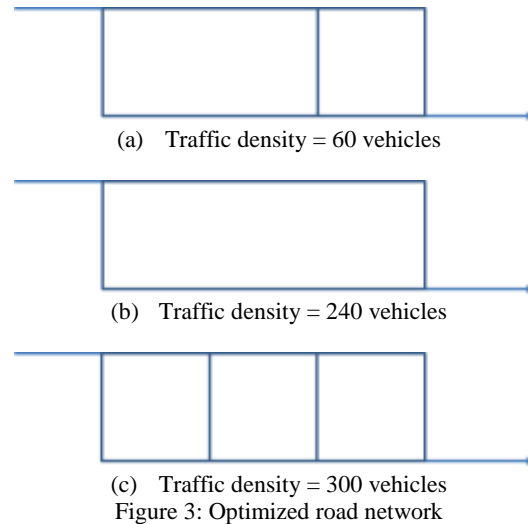 (a) Traffic density = 60 vehicles
(b) Traffic density = 240 vehicles
(c) Traffic density = 300 vehicles
Figure 3: Optimized road network